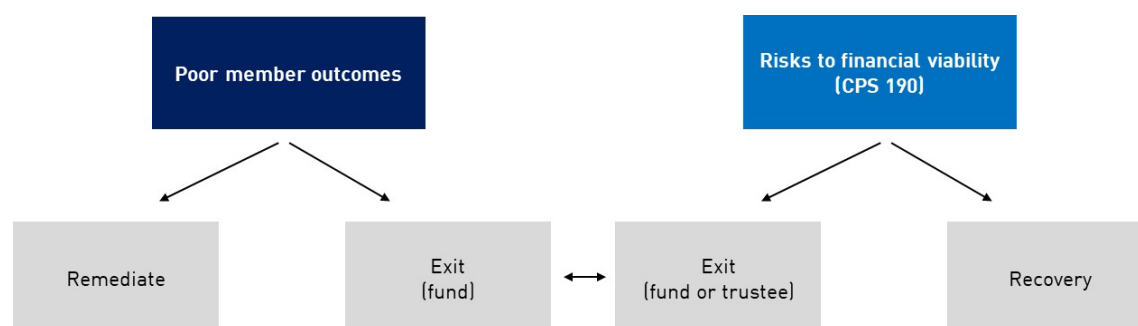 Poor member outcomes
Risks to financial viability
(CPS 190)
Remediate
Exit
(fund)
Exit
(fund or trustee)
Recovery